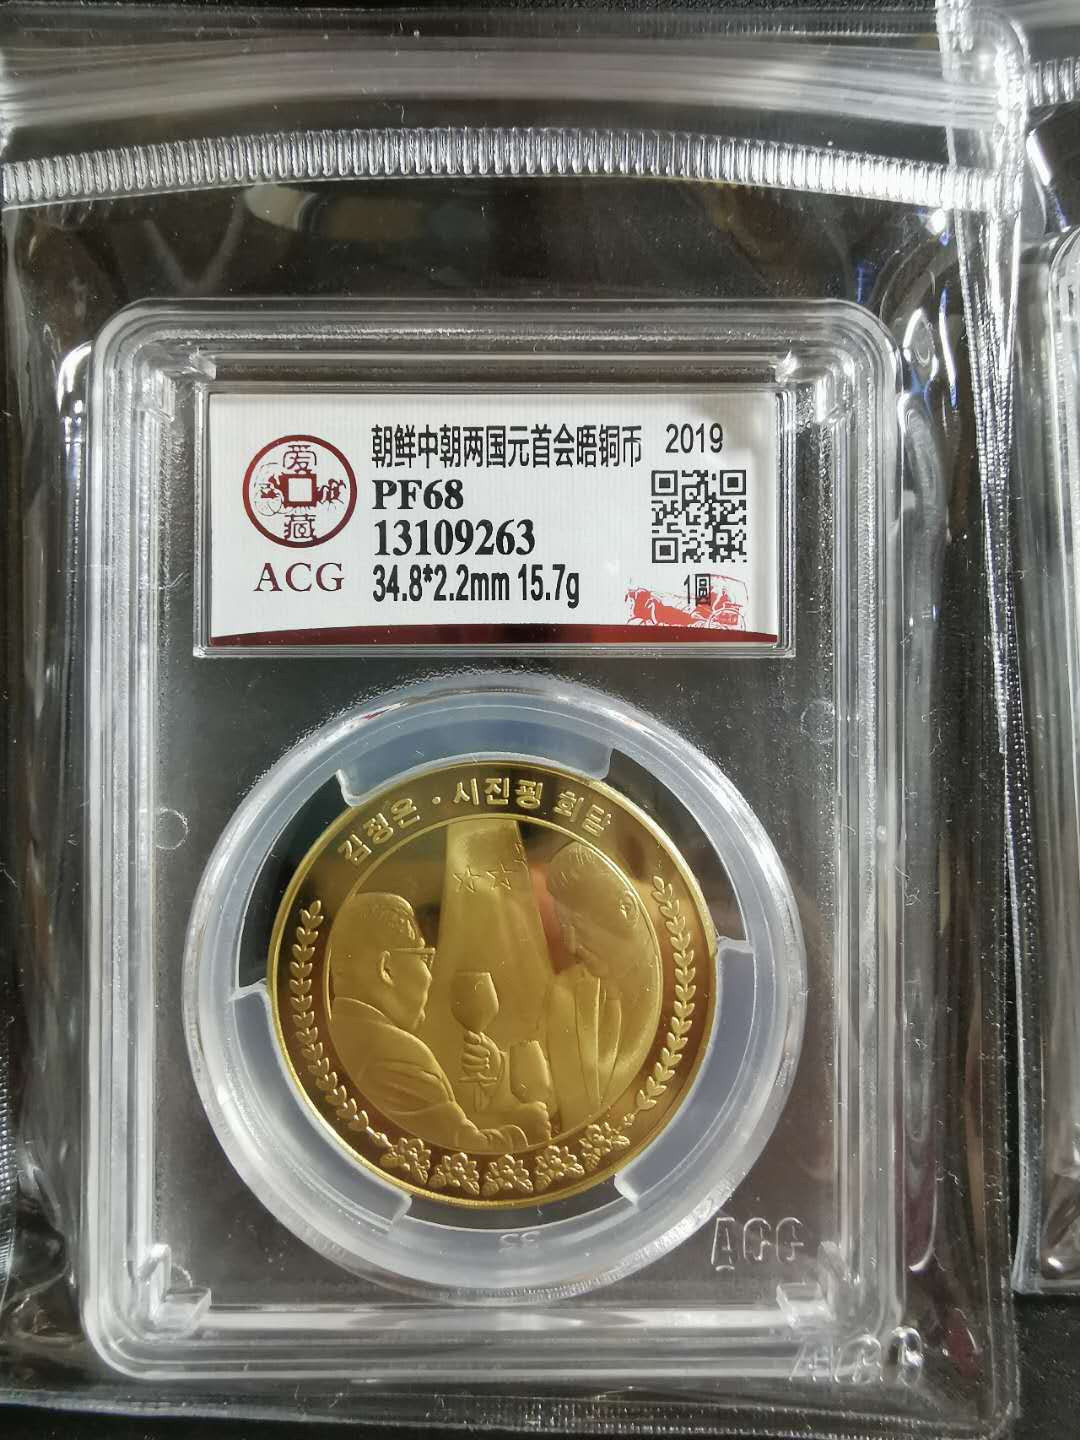 爱
藏
ACG
朝鲜中朝两国元首会晤铜币 2019
PF68
13109263
34.8*2.2mm 15.7g
1圆
김정은·시진핑 회담
35
ACG